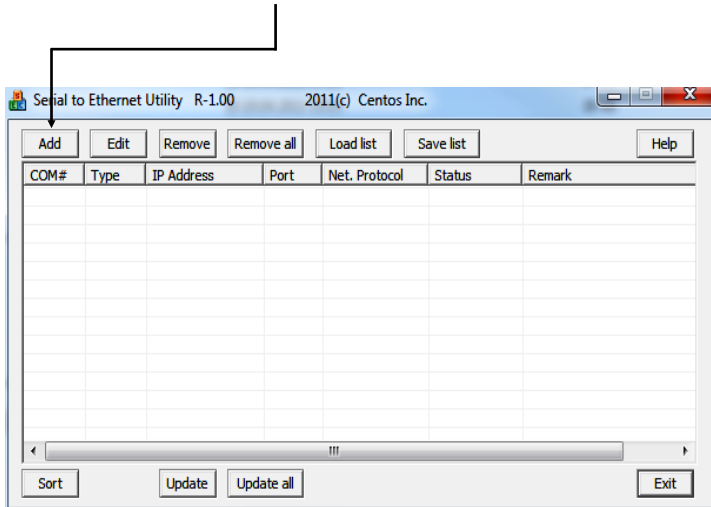 Serial to Ethernet Utility R-1.00 2011(c) Centos Inc.
Add Edit Remove Remove all Load list Save list Help
COM# Type IP Address Port Net. Protocol Status Remark
Sort Update Update all Exit